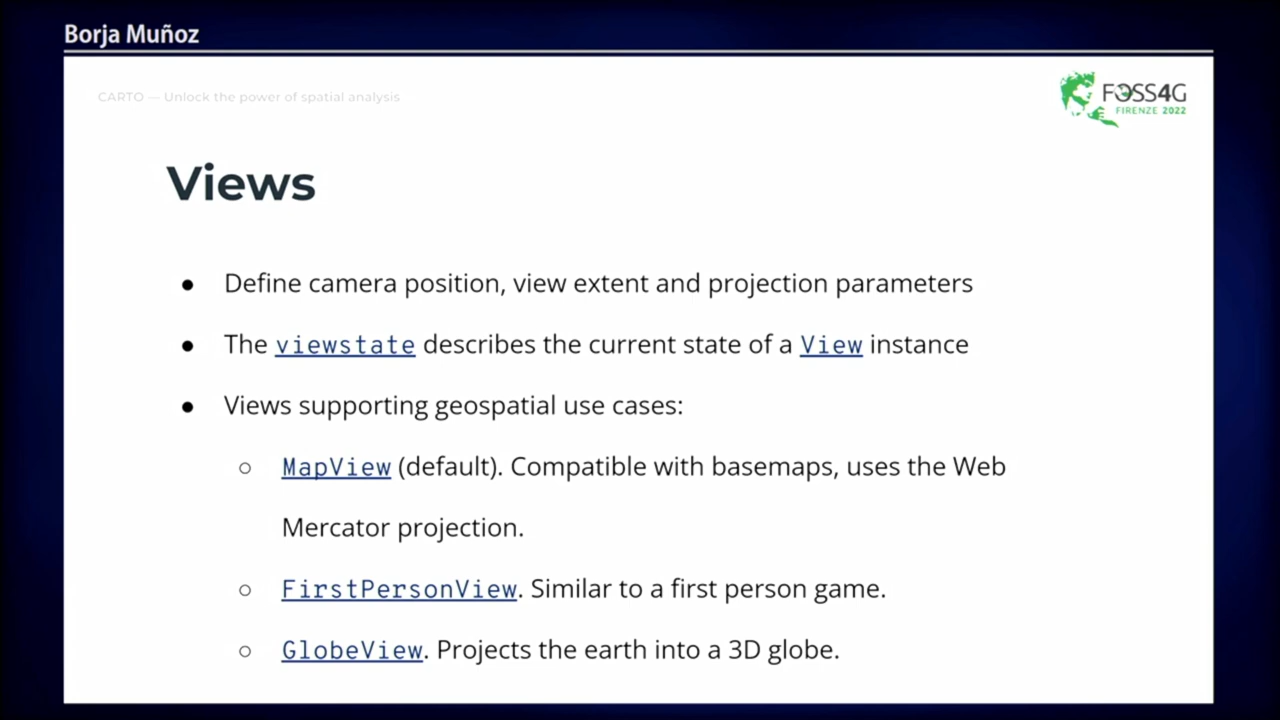 Borja Muñoz
CARTO — Unlock the power of spatial analysis
FOSS4G
FIRENZE 2022
Views
● Define camera position, view extent and projection parameters
● The viewstate describes the current state of a View instance
● Views supporting geospatial use cases:
○ MapView (default). Compatible with basemaps, uses the Web
Mercator projection.
○ FirstPersonView. Similar to a first person game.
○ GlobeView. Projects the earth into a 3D globe.